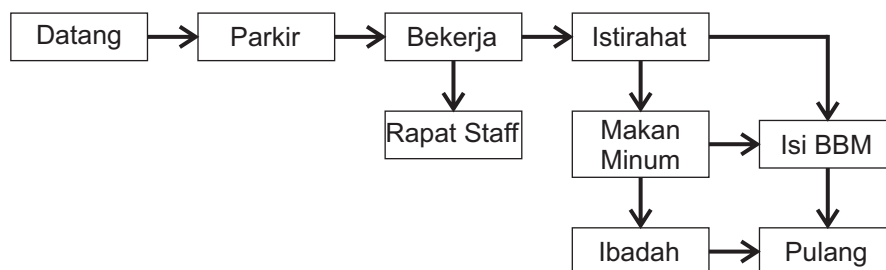 Datang
Parkir
Bekerja
Istirahat
Rapat Staff
Makan
Minum
Isi BBM
Ibadah
Pulang